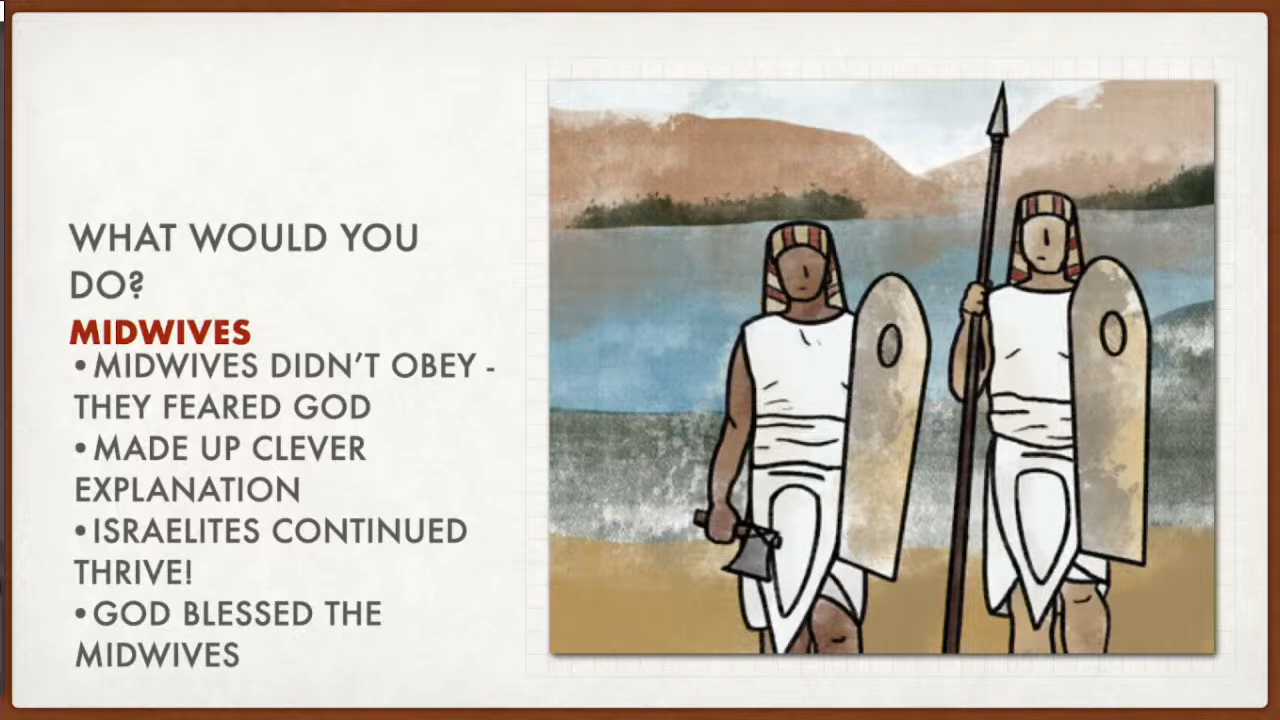 WHAT WOULD YOU
DO?
MIDWIVES
• MIDWIVES DIDN'T OBEY -
THEY FEARED GOD
• MADE UP CLEVER
EXPLANATION
• ISRAELITES CONTINUED
THRIVE!
• GOD BLESSED THE
MIDWIVES